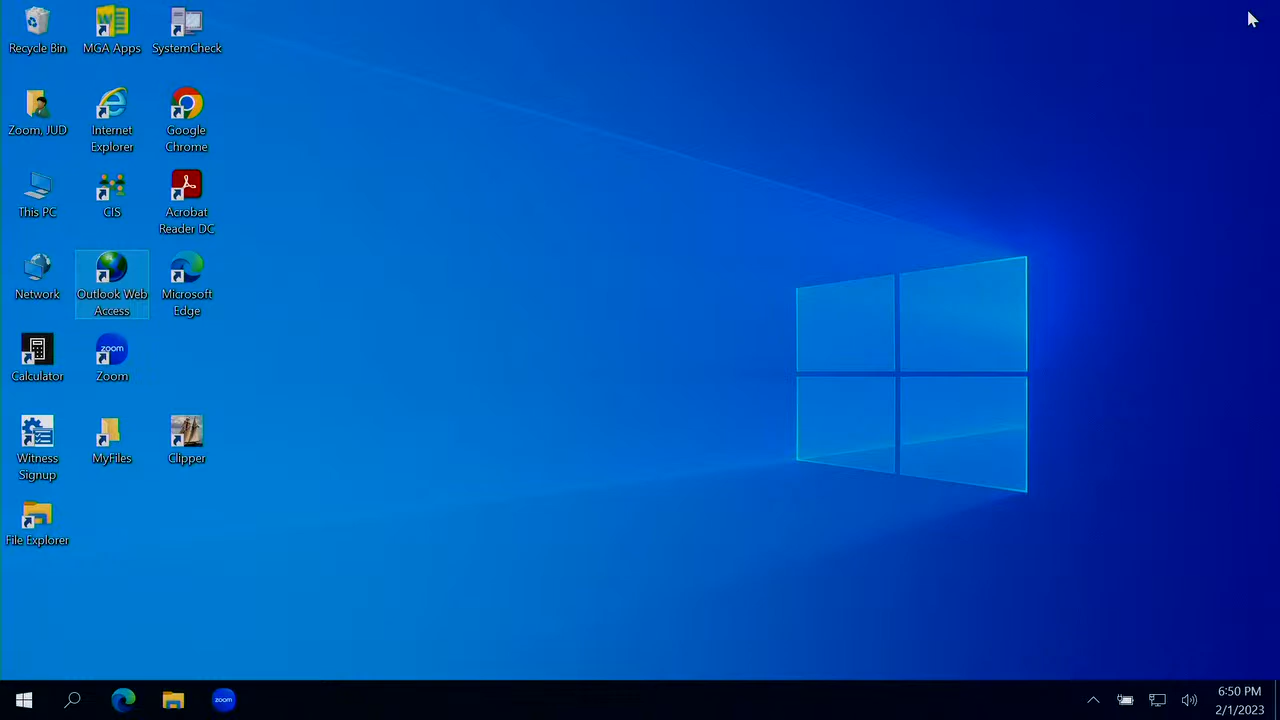 Recycle Bin
MGA Apps
SystemCheck
Zoom, JUD
Internet
Explorer
Google
Chrome
This PC
CIS
Acrobat
Reader DC
Network
Outlook Web
Access
Microsoft
Edge
Calculator
zoom
Zoom
Witness
Signup
MyFiles
Clipper
File Explorer
zoom
6:50 PM
2/1/2023